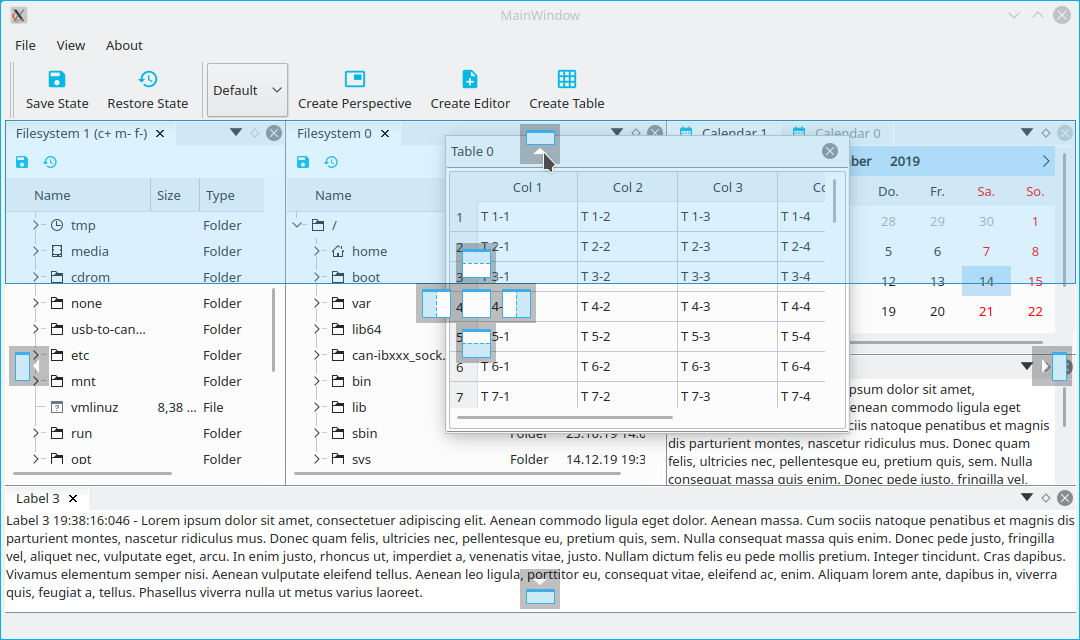 MainWindow
File View About
Save State
Restore State
Default
Create Perspective
Create Editor
Create Table
Filesystem 1 (c+ m- f-)
Name Size Type
tmp Folder
media Folder
cdrom Folder
none Folder
usb-to-can... Folder
etc Folder
mnt Folder
vmlinuz 8,38 ... File
run Folder
opt Folder
Filesystem 0
Name
/
home
boot
var
lib64
can-ibxxx_sock.
bin
lib
sbin
svs Folder 14.12.19 19:3
Table 0
Col 1 Col 2 Col 3
1 T 1-1 T 1-2 T 1-3 T 1-4
2 T 2-1 T 2-2 T 2-3 T 2-4
3 3-1 T 3-2 T 3-3 T 3-4
4 4- T 4-2 T 4-3 T 4-4
5 5-1 T 5-2 T 5-3 T 5-4
6 T 6-1 T 6-2 T 6-3 T 6-4
7 T 7-1 T 7-2 T 7-3 T 7-4
Calendar 1 Calendar 0
ber 2019
Do. Fr. Sa. So.
28 29 30 1
5 6 7 8
12 13 14 15
19 20 21 22
psum dolor sit amet,
enean commodo ligula eget
ciis natoque penatibus et magnis
dis parturient montes, nascetur ridiculus mus. Donec quam
felis, ultricies nec, pellentesque eu, pretium quis, sem. Nulla
consequat massa quis enim. Donec pede justo, fringilla vel,
Label 3
Label 3 19:38:16:046 - Lorem ipsum dolor sit amet, consectetuer adipiscing elit. Aenean commodo ligula eget dolor. Aenean massa. Cum sociis natoque penatibus et magnis dis
parturient montes, nascetur ridiculus mus. Donec quam felis, ultricies nec, pellentesque eu, pretium quis, sem. Nulla consequat massa quis enim. Donec pede justo, fringilla
vel, aliquet nec, vulputate eget, arcu. In enim justo, rhoncus ut, imperdiet a, venenatis vitae, justo. Nullam dictum felis eu pede mollis pretium. Integer tincidunt. Cras dapibus.
Vivamus elementum semper nisi. Aenean vulputate eleifend tellus. Aenean leo ligula, porttitor eu, consequat vitae, eleifend ac, enim. Aliquam lorem ante, dapibus in, viverra
quis, feugiat a, tellus. Phasellus viverra nulla ut metus varius laoreet.